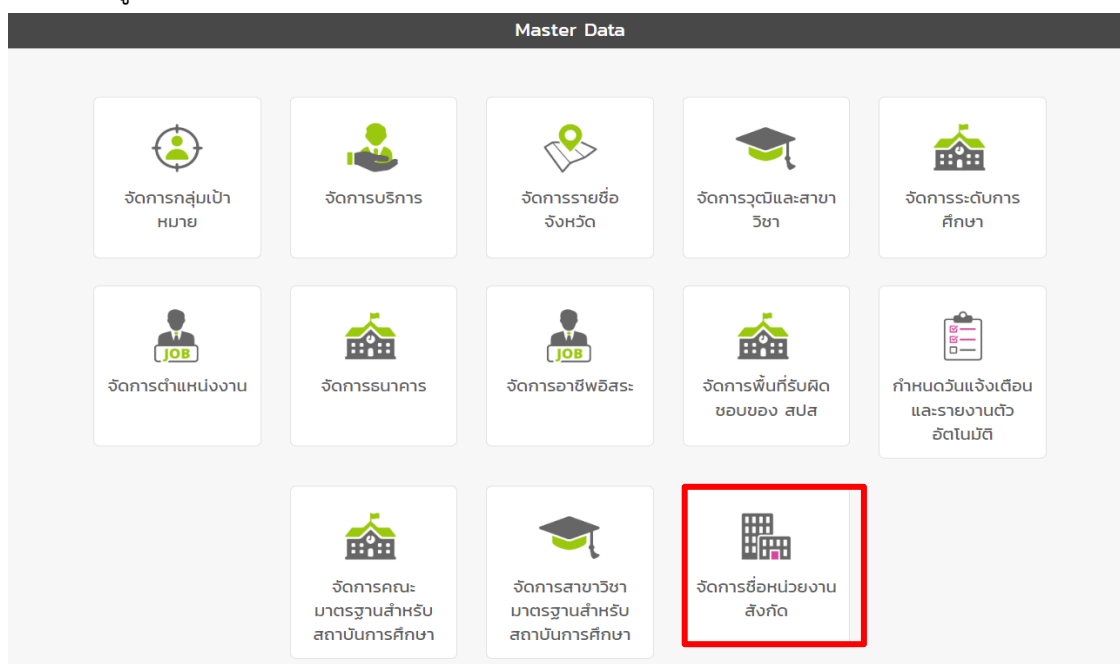 Master Data
จัดการกลุ่มเป้า
หมาย
จัดการบริการ
จัดการรายชื่อ
จังหวัด
จัดการวุฒิและสาขา
วิชา
จัดการระดับการ
ศึกษา
JOB
จัดการตำแหน่งงาน
จัดการธนาคาร
JOB
จัดการอาชีพอิสระ
จัดการพื้นที่รับผิด
ชอบของ สปส
กำหนดวันแจ้งเตือน
และรายงานตัว
อัตโนมัติ
จัดการคณะ
มาตรฐานสำหรับ
สถาบันการศึกษา
จัดการสาขาวิชา
มาตรฐานสำหรับ
สถาบันการศึกษา
จัดการชื่อหน่วยงาน
สังกัด